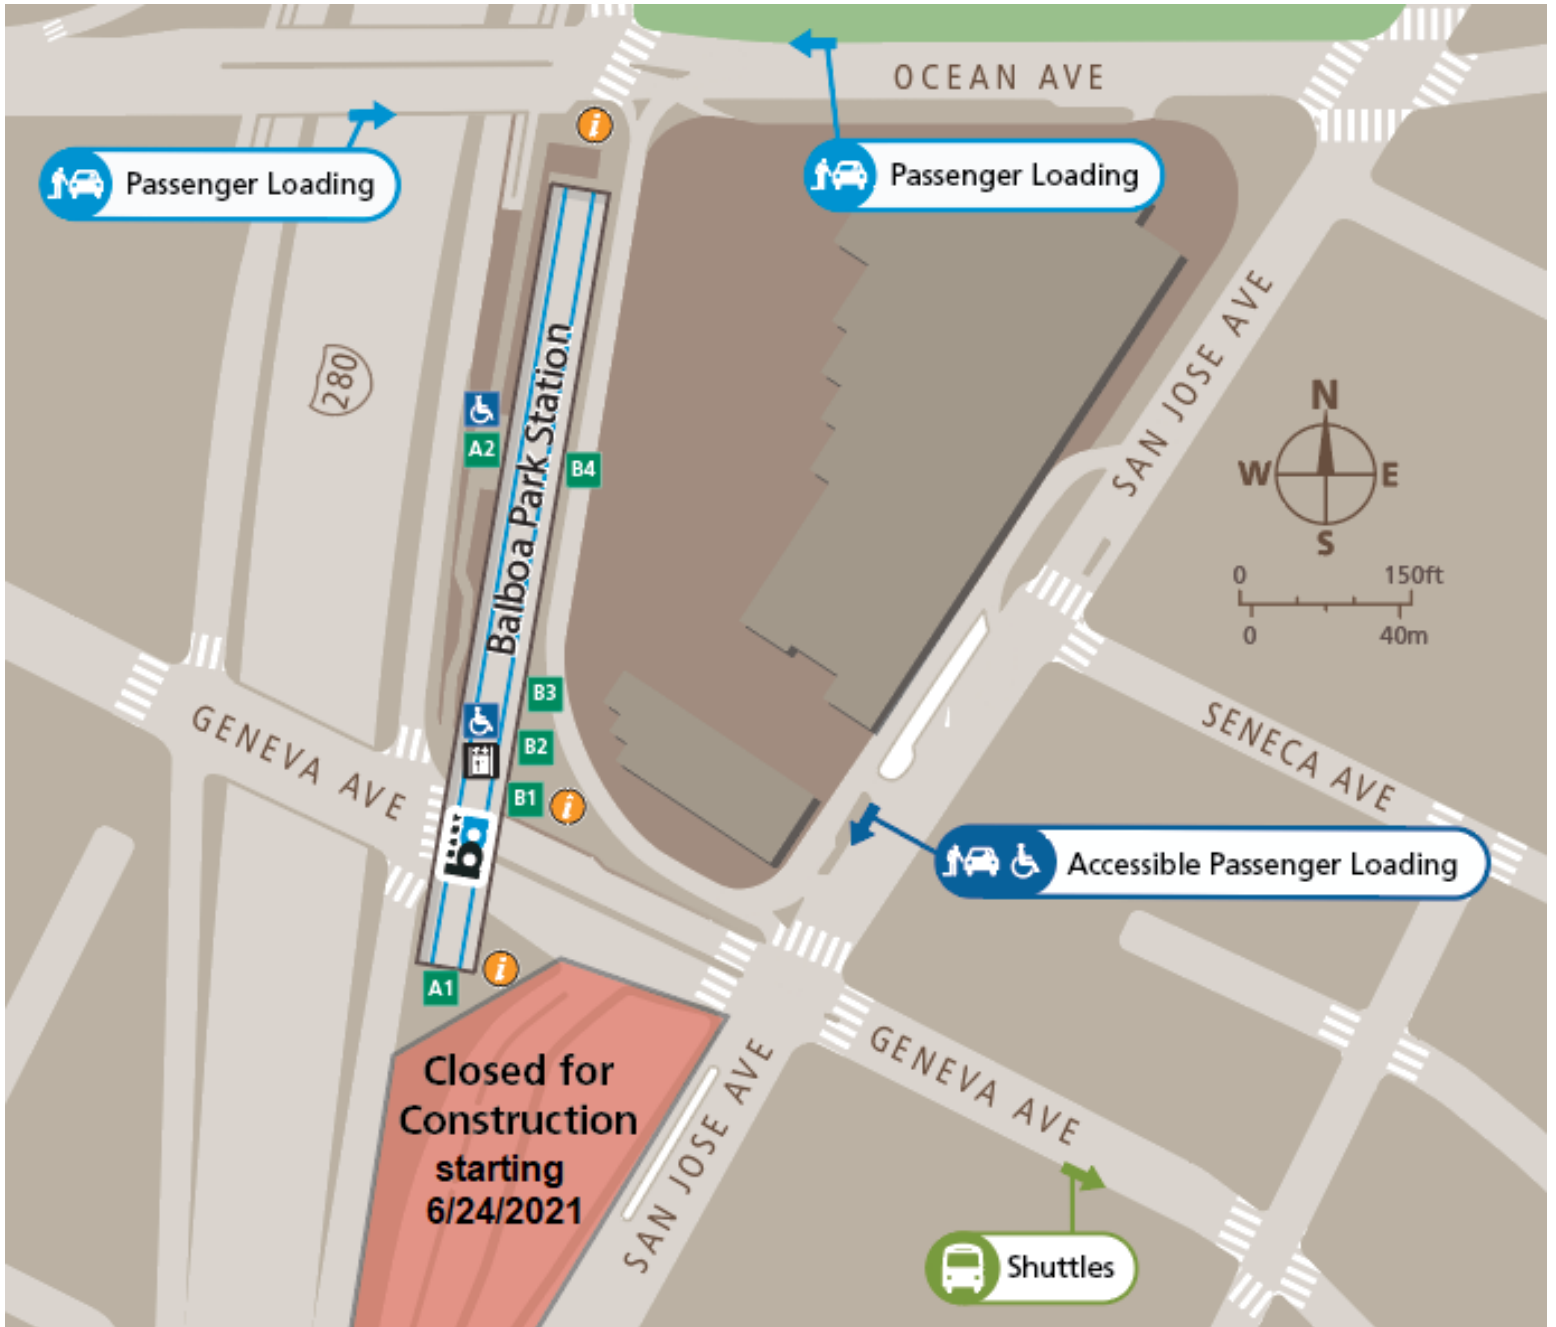 OCEAN AVE
i
Passenger Loading
Passenger Loading
SAN JOSE AVE
280
Balboa Park Station
A2
B4
N
W E
S
0 150ft
0 40m
B3
B2
B1
i
GENEVA AVE
SENECA AVE
BART
ba
Accessible Passenger Loading
A1
i
Closed for
Construction
starting
6/24/2021
SAN JOSE AVE
GENEVA AVE
Shuttles